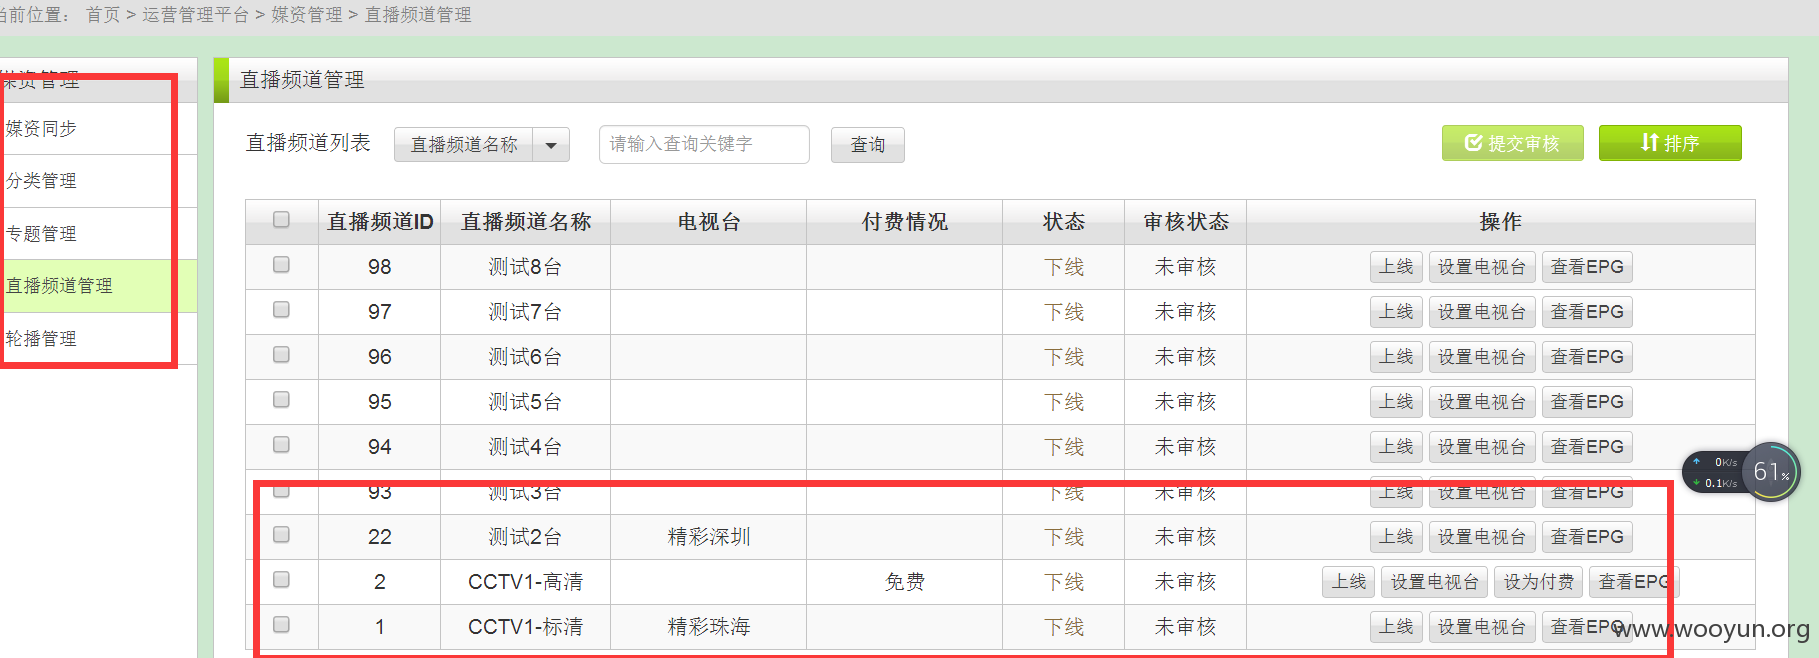 当前位置： 首页 > 运营管理平台 > 媒资管理 > 直播频道管理
媒资管理
媒资同步
分类管理
专题管理
直播频道管理
轮播管理
直播频道管理
直播频道列表 直播频道名称 请输入查询关键字 查询 提交审核 排序
直播频道ID 直播频道名称 电视台 付费情况 状态 审核状态 操作
98 测试8台 下线 未审核 上线 设置电视台 查看EPG
97 测试7台 下线 未审核 上线 设置电视台 查看EPG
96 测试6台 下线 未审核 上线 设置电视台 查看EPG
95 测试5台 下线 未审核 上线 设置电视台 查看EPG
94 测试4台 下线 未审核 上线 设置电视台 查看EPG
93 测试3台 下线 未审核 上线 设置电视台 查看EPG
22 测试2台 精彩深圳 下线 未审核 上线 设置电视台 查看EPG
2 CCTV1-高清 免费 下线 未审核 上线 设置电视台 设为付费 查看EPG
1 CCTV1-标清 精彩珠海 下线 未审核 上线 设置电视台 查看EPG
0K/s
0.1K/s
61%
www.wooyun.org